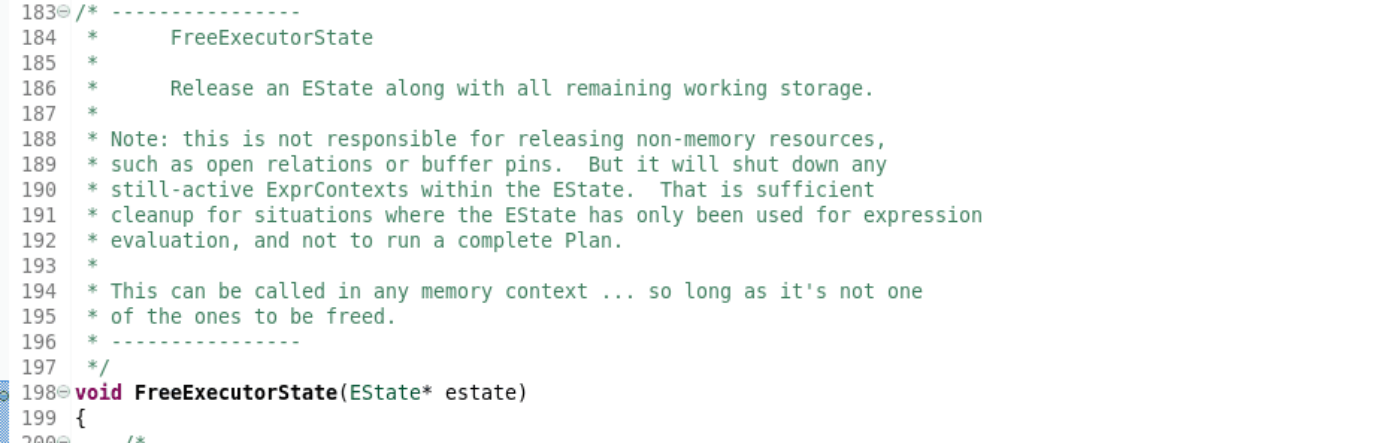 183 /* ----------------
184  *      FreeExecutorState
185  *
186  *      Release an EState along with all remaining working storage.
187  *
188  * Note: this is not responsible for releasing non-memory resources,
189  * such as open relations or buffer pins.  But it will shut down any
190  * still-active ExprContexts within the EState.  That is sufficient
191  * cleanup for situations where the EState has only been used for expression
192  * evaluation, and not to run a complete Plan.
193  *
194  * This can be called in any memory context ... so long as it's not one
195  * of the ones to be freed.
196  * ----------------
197  */
198 void FreeExecutorState(EState* estate)
199 {
200     /*